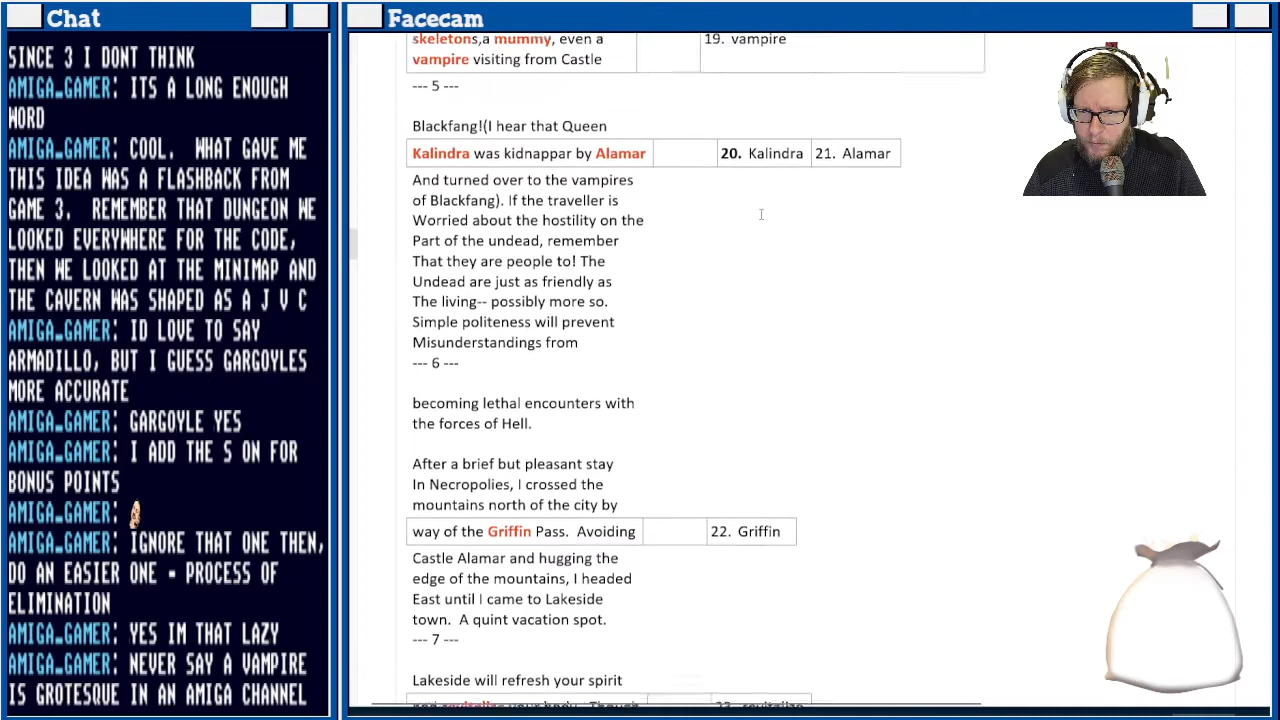 Chat
SINCE 3 I DONT THINK
AMIGA_GAMER: ITS A LONG ENOUGH
WORD
AMIGA_GAMER: COOL. WHAT GAVE ME
THIS IDEA WAS A FLASHBACK FROM
GAME 3. REMEMBER THAT DUNGEON WE
LOOKED EVERYWHERE FOR THE CODE,
THEN WE LOOKED AT THE MINIMAP AND
THE CAVERN WAS SHAPED AS A J V C
AMIGA_GAMER: ID LOVE TO SAY
ARMADILLO, BUT I GUESS GARGOYLES
MORE ACCURATE
AMIGA_GAMER: GARGOYLE YES
AMIGA_GAMER: I ADD THE S ON FOR
BONUS POINTS
AMIGA_GAMER:
AMIGA_GAMER: IGNORE THAT ONE THEN,
DO AN EASIER ONE - PROCESS OF
ELIMINATION
AMIGA_GAMER: YES IM THAT LAZY
AMIGA_GAMER: NEVER SAY A VAMPIRE
IS GROTESQUE IN AN AMIGA CHANNEL
Facecam
skeletons,a mummy, even a 19. vampire
vampire visiting from Castle
--- 5 ---
Blackfang!(I hear that Queen
Kalindra was kidnappar by Alamar 20. Kalindra 21. Alamar
And turned over to the vampires
of Blackfang). If the traveller is
Worried about the hostility on the
Part of the undead, remember
That they are people to! The
Undead are just as friendly as
The living-- possibly more so.
Simple politeness will prevent
Misunderstandings from
--- 6 ---
becoming lethal encounters with
the forces of Hell.
After a brief but pleasant stay
In Necropolies, I crossed the
mountains north of the city by
way of the Griffin Pass. Avoiding 22. Griffin
Castle Alamar and hugging the
edge of the mountains, I headed
East until I came to Lakeside
town. A quint vacation spot.
--- 7 ---
Lakeside will refresh your spirit
and revitalize your body. Though 23. revitalize